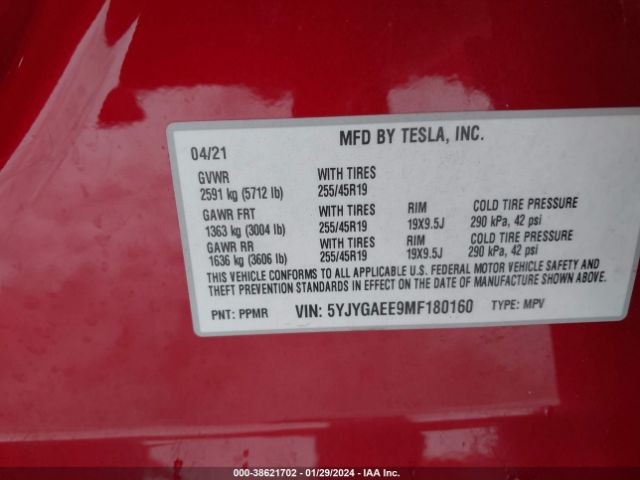 MFD BY TESLA, INC.
04/21
GVWR WITH TIRES
2591 kg (5712 lb) 255/45R19
GAWR FRT WITH TIRES RIM COLD TIRE PRESSURE
1363 kg (3004 lb) 255/45R19 19X9.5J 290 kPa, 42 psi
GAWR RR WITH TIRES RIM COLD TIRE PRESSURE
1636 kg (3606 lb) 255/45R19 19X9.5J 290 kPa, 42 psi
THIS VEHICLE CONFORMS TO ALL APPLICABLE U.S. FEDERAL MOTOR VEHICLE SAFETY AND
THEFT PREVENTION STANDARDS IN EFFECT ON THE DATE OF MANUFACTURE SHOWN ABOVE.
PNT: PPMR VIN: 5YJYGAEE9MF180160 TYPE: MPV
000-38621702 - 01/29/2024 - IAA Inc.